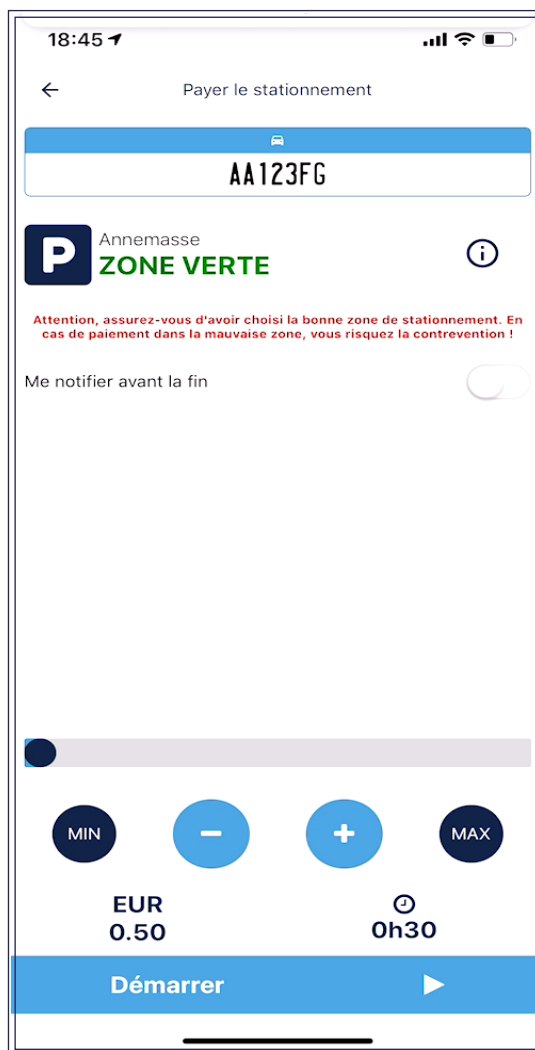 18:45
Payer le stationnement
AA123FG
P
Annemasse
ZONE VERTE
Attention, assurez-vous d'avoir choisi la bonne zone de stationnement. En
cas de paiement dans la mauvaise zone, vous risquez la contrevention !
Me notifier avant la fin
MIN - + MAX
EUR
0.50
0h30
Démarrer